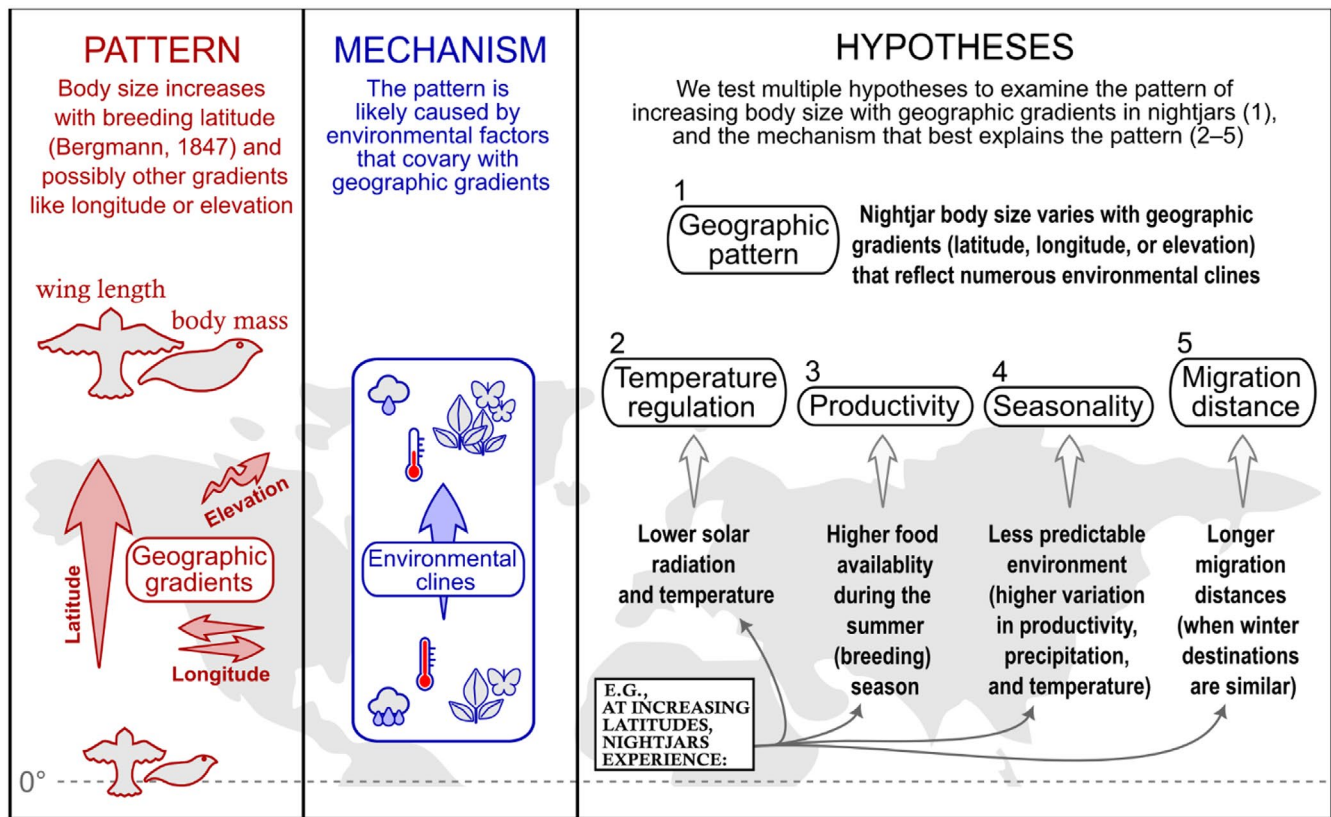 PATTERN
Body size increases
with breeding latitude
(Bergmann, 1847) and
possibly other gradients
like longitude or elevation
wing length
body mass
Elevation
Latitude
Geographic
gradients
Longitude
0°
MECHANISM
The pattern is
likely caused by
environmental factors
that covary with
geographic gradients
Environmental
clines
HYPOTHESES
We test multiple hypotheses to examine the pattern of
increasing body size with geographic gradients in nightjars (1),
and the mechanism that best explains the pattern (2–5)
1
Geographic
pattern
Nightjar body size varies with geographic
gradients (latitude, longitude, or elevation)
that reflect numerous environmental clines
2
Temperature
regulation
Lower solar
radiation
and temperature
3
Productivity
Higher food
availablity
during the
summer
(breeding)
season
4
Seasonality
Less predictable
environment
(higher variation
in productivity,
precipitation,
and temperature)
5
Migration
distance
Longer
migration
distances
(when winter
destinations
are similar)
E.G.,
AT INCREASING
LATITUDES,
NIGHTJARS
EXPERIENCE: